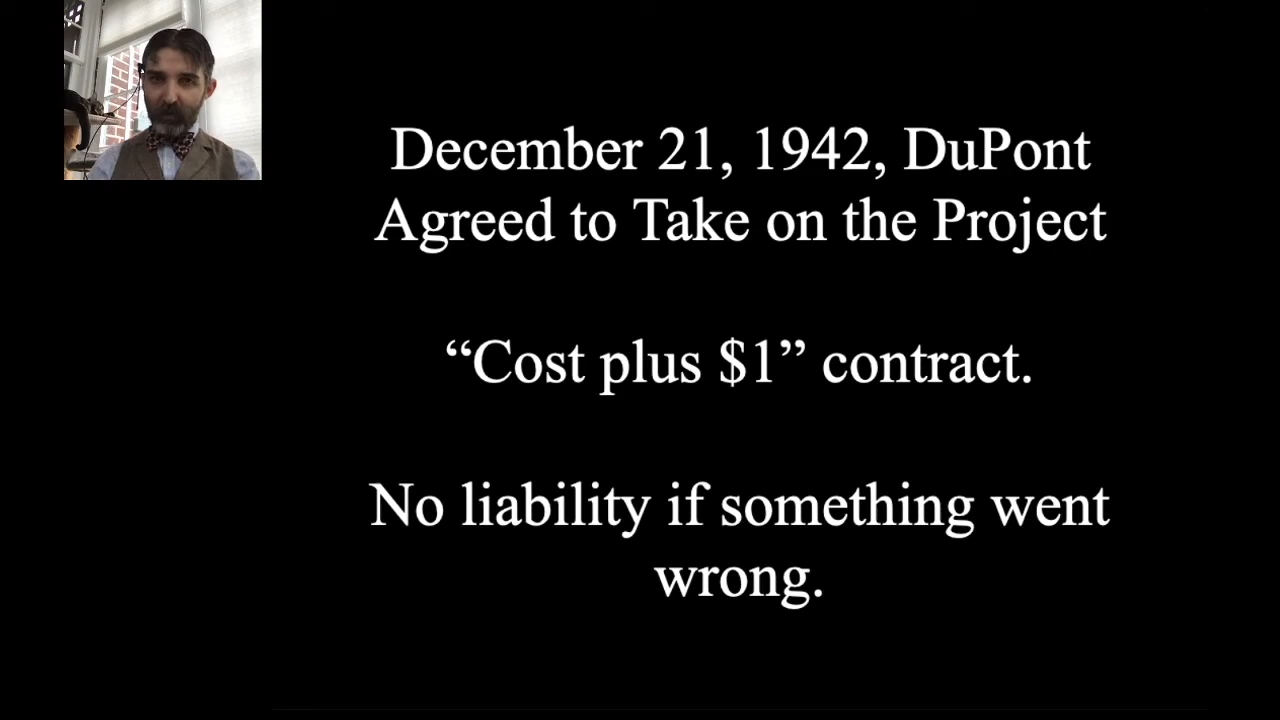 December 21, 1942, DuPont
Agreed to Take on the Project
“Cost plus $1” contract.
No liability if something went
wrong.